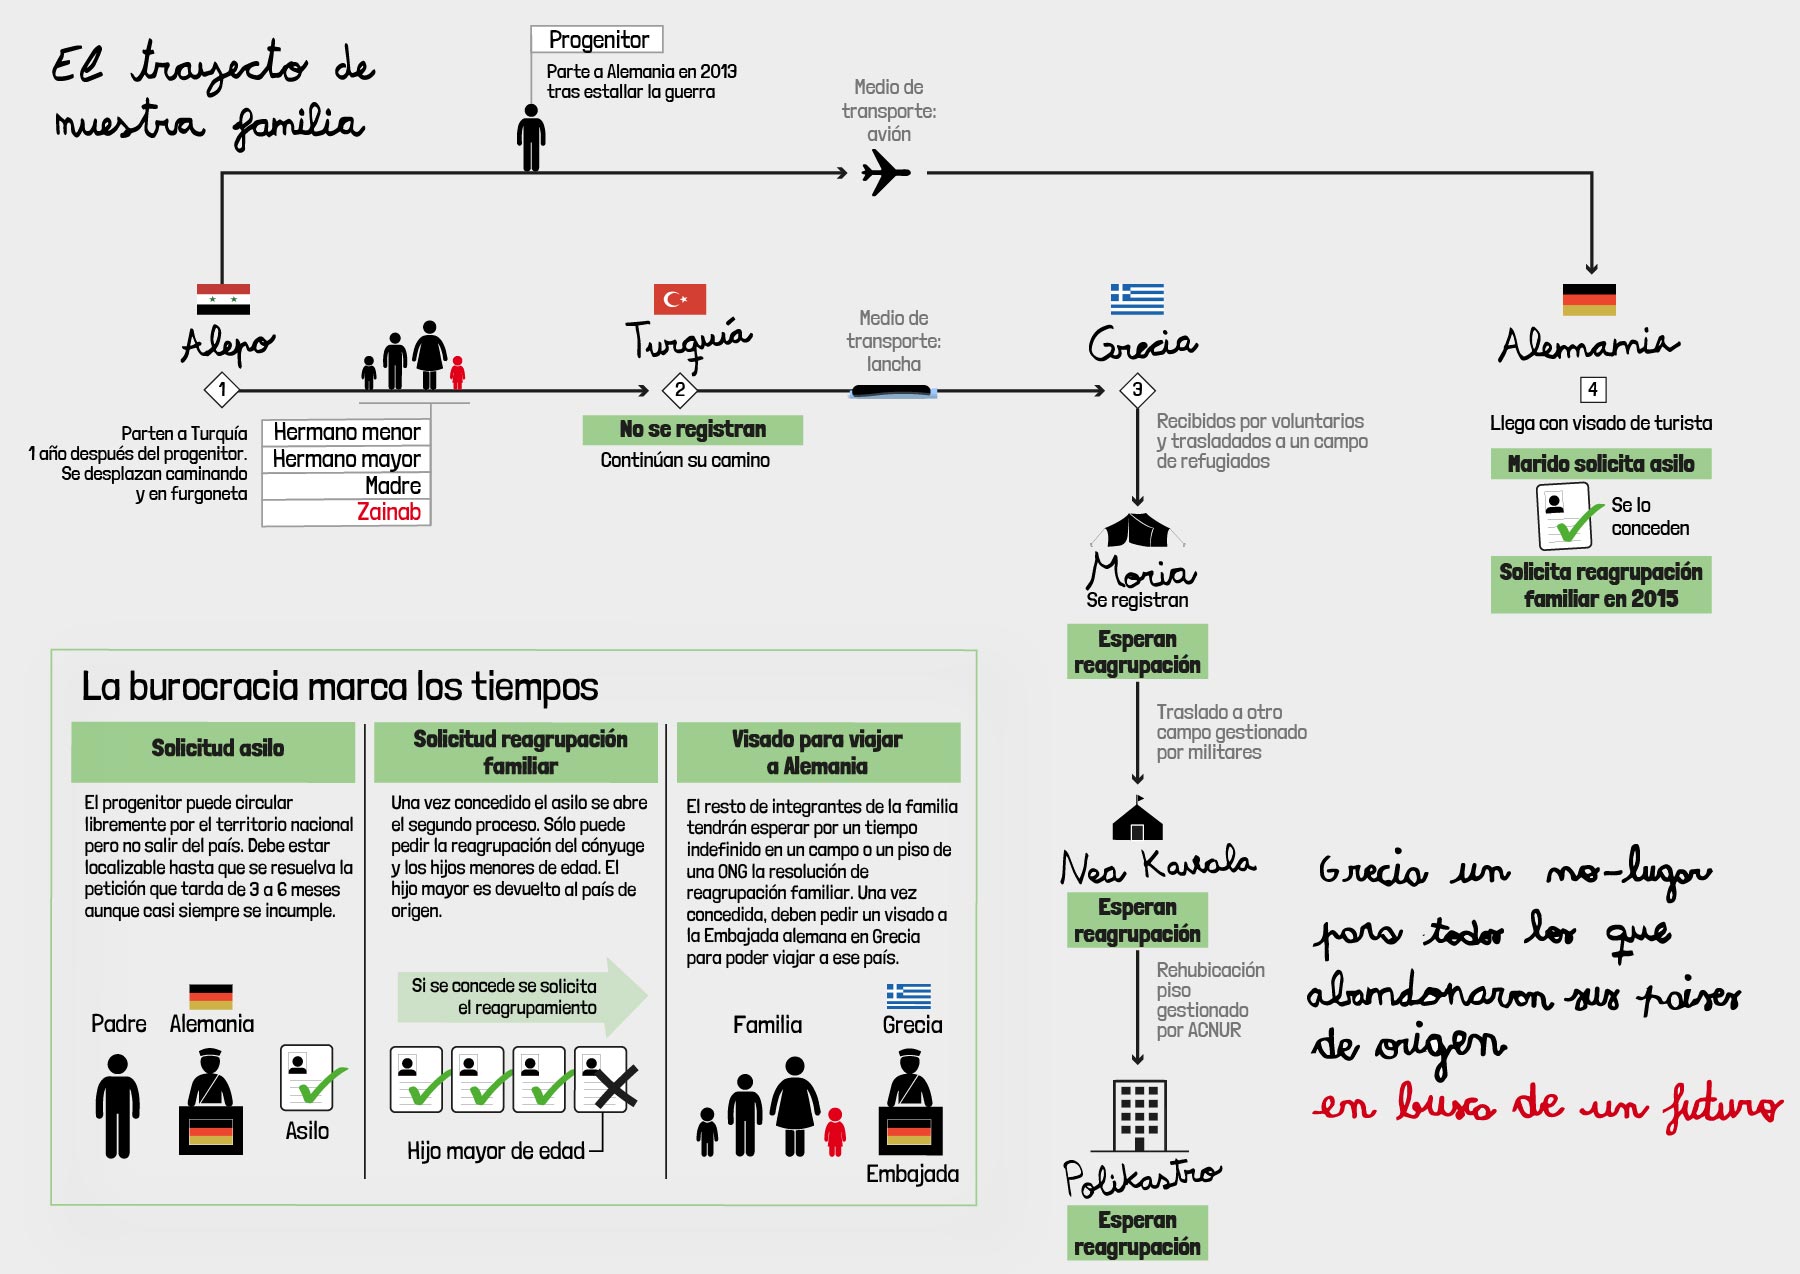 El trayecto de
nuestra familia
Progenitor
Parte a Alemania en 2013
tras estallar la guerra
Medio de
transporte:
avión
Alepo
1
Parten a Turquía
1 año después del progenitor.
Se desplazan caminando
y en furgoneta
Hermano menor
Hermano mayor
Madre
Zainab
Turquía
2
No se registran
Continúan su camino
Medio de
transporte:
lancha
Grecia
3
Recibidos por voluntarios
y trasladados a un campo
de refugiados
Moria
Se registran
Esperan
reagrupación
Traslado a otro
campo gestionado
por militares
Nea Kavala
Esperan
reagrupación
Rehubicación
piso
gestionado
por ACNUR
Polikastro
Esperan
reagrupación
Alemania
4
Llega con visado de turista
Marido solicita asilo
Se lo
conceden
Solicita reagrupación
familiar en 2015
La burocracia marca los tiempos
Solicitud asilo
El progenitor puede circular
libremente por el territorio nacional
pero no salir del país. Debe estar
localizable hasta que se resuelva la
petición que tarda de 3 a 6 meses
aunque casi siempre se incumple.
Padre
Alemania
Asilo
Solicitud reagrupación
familiar
Una vez concedido el asilo se abre
el segundo proceso. Sólo puede
pedir la reagrupación del cónyuge
y los hijos menores de edad. El
hijo mayor es devuelto al país de
origen.
Si se concede se solicita
el reagrupamiento
Hijo mayor de edad
Visado para viajar
a Alemania
El resto de integrantes de la familia
tendrán esperar por un tiempo
indefinido en un campo o un piso de
una ONG la resolución de
reagrupación familiar. Una vez
concedida, deben pedir un visado a
la Embajada alemana en Grecia
para poder viajar a ese país.
Familia
Grecia
Embajada
Grecia un no-lugar
para todos los que
abandonaron sus paises
de origen
en busca de un futuro